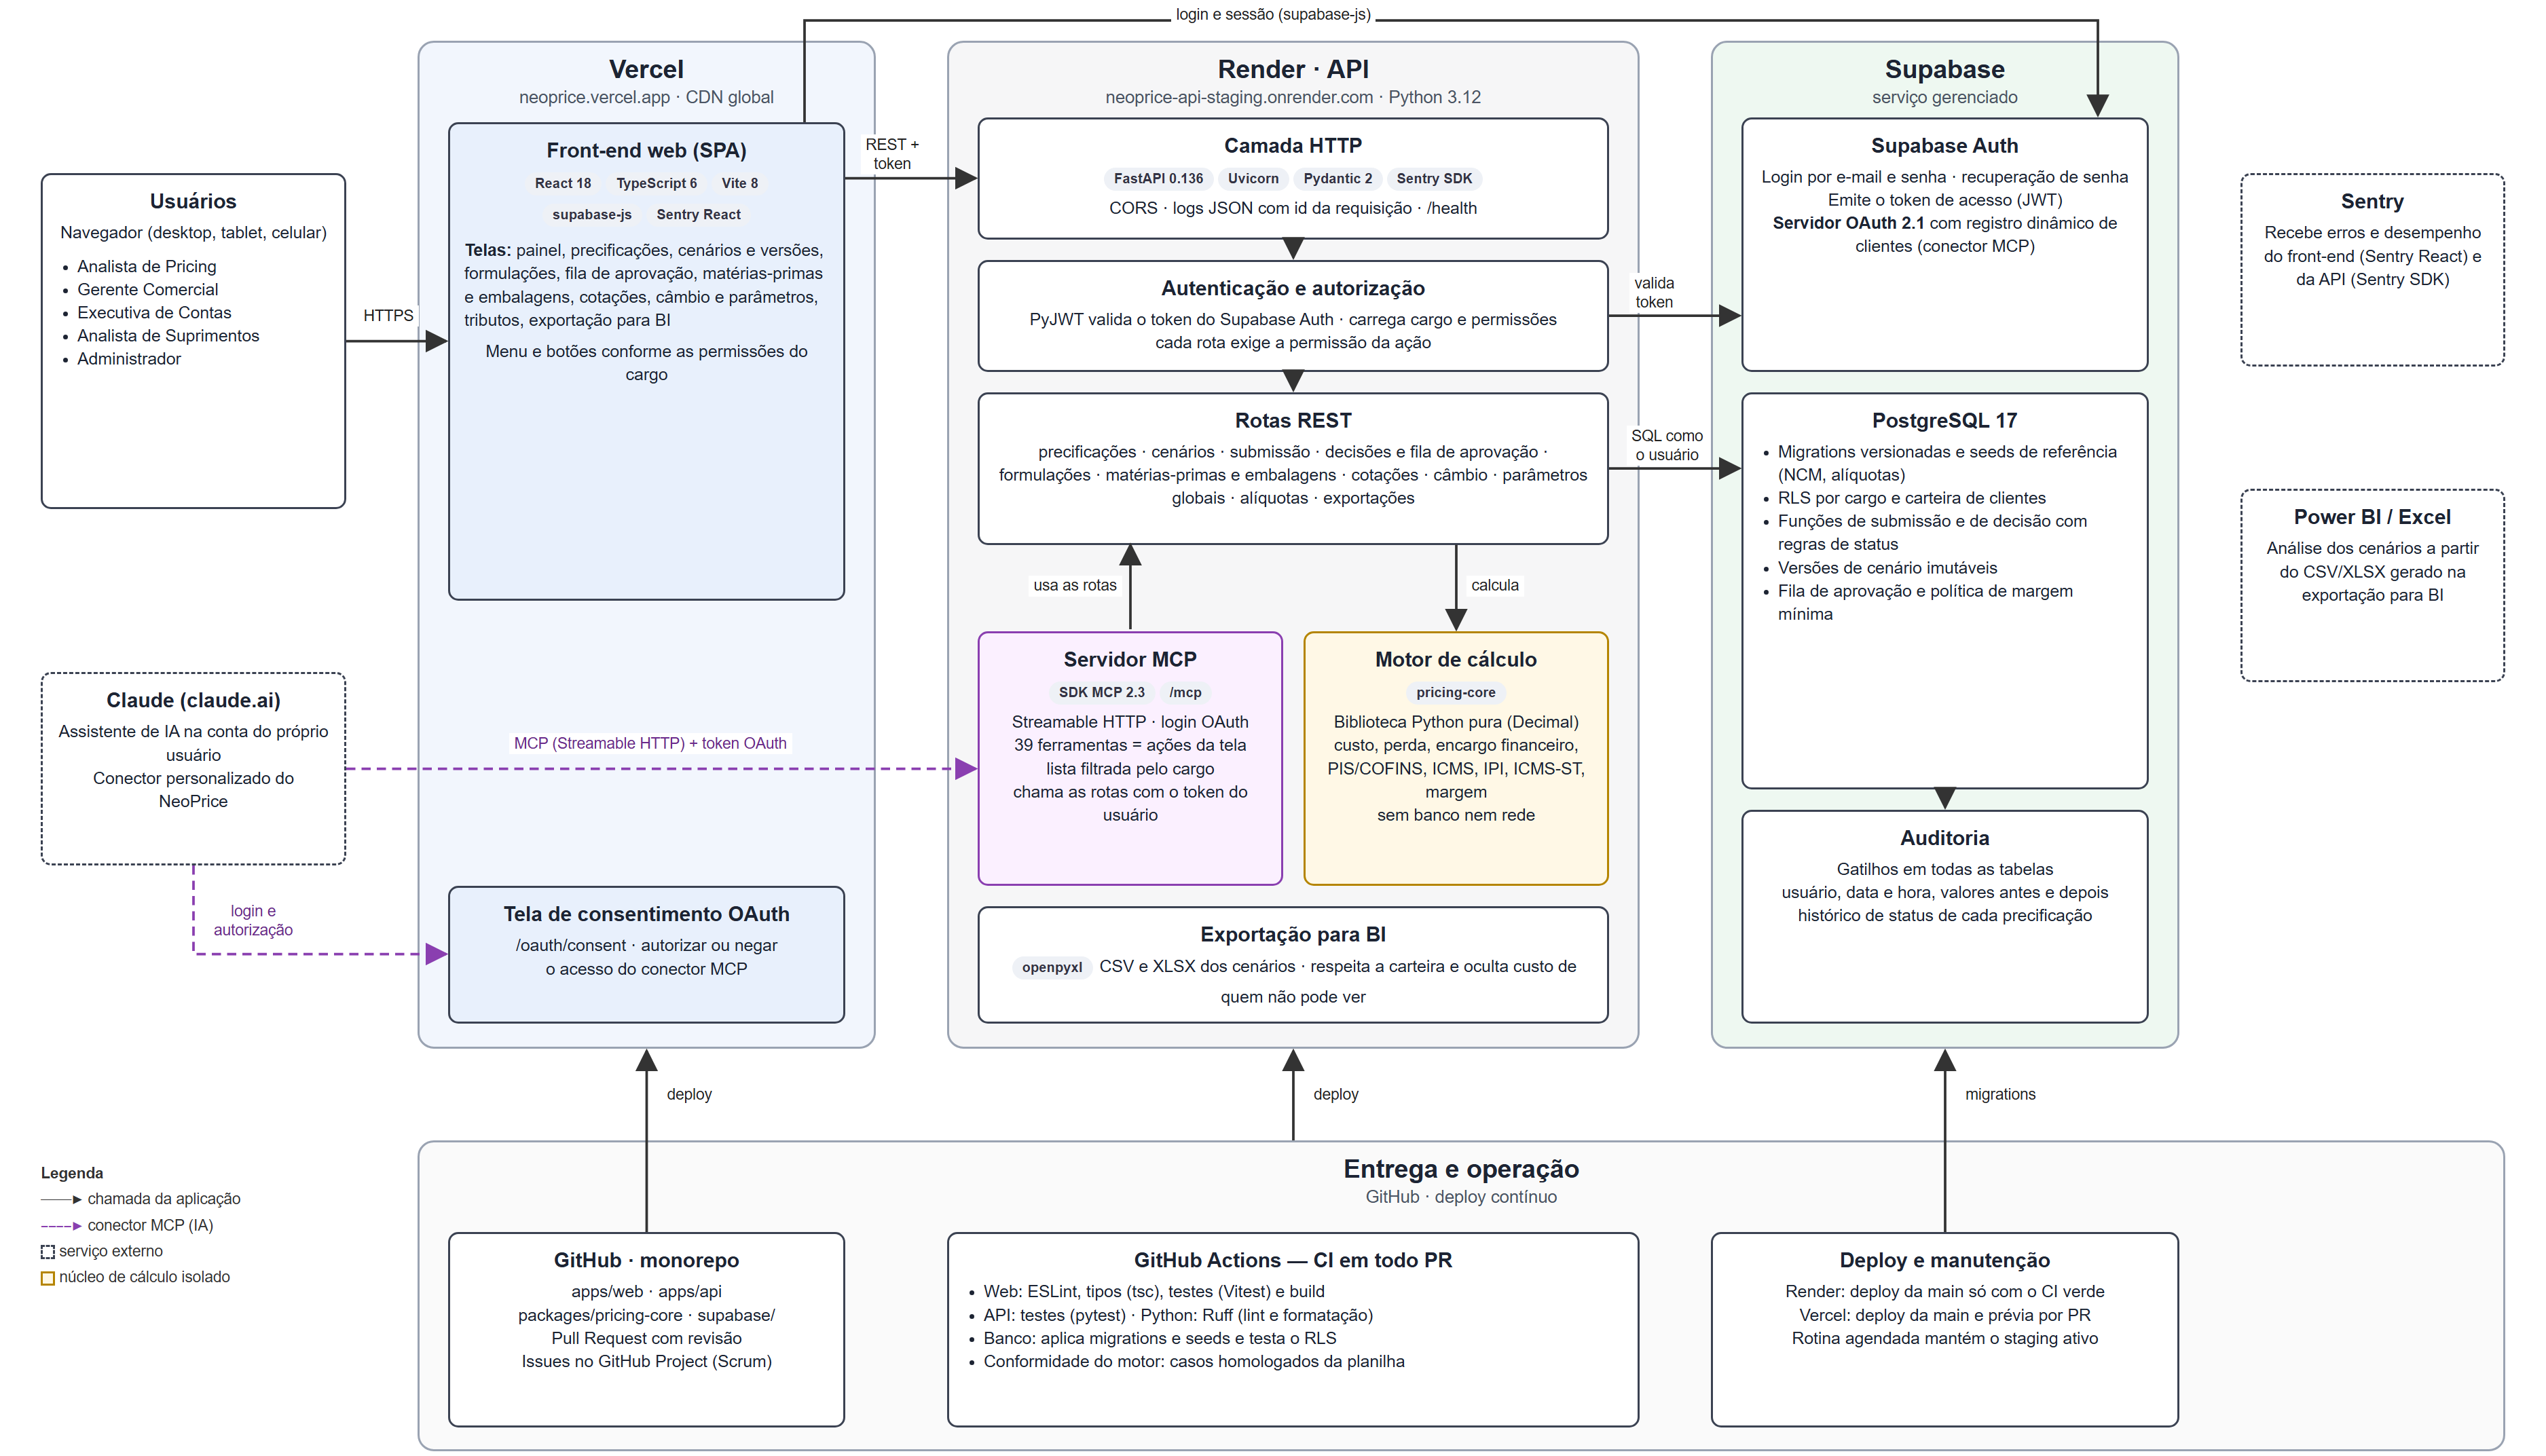 login e sessão (supabase-js)
Vercel
neoprice.vercel.app · CDN global
Front-end web (SPA)
React 18 TypeScript 6 Vite 8
supabase-js Sentry React
Telas: painel, precificações, cenários e versões,
formulações, fila de aprovação, matérias-primas
e embalagens, cotações, câmbio e parâmetros,
tributos, exportação para BI
Menu e botões conforme as permissões do
cargo
Usuários
Navegador (desktop, tablet, celular)
• Analista de Pricing
• Gerente Comercial
• Executiva de Contas
• Analista de Suprimentos
• Administrador
HTTPS
REST +
token
Render · API
neoprice-api-staging.onrender.com · Python 3.12
Camada HTTP
FastAPI 0.136 Uvicorn Pydantic 2 Sentry SDK
CORS · logs JSON com id da requisição · /health
Autenticação e autorização
PyJWT valida o token do Supabase Auth · carrega cargo e permissões
cada rota exige a permissão da ação
Rotas REST
precificações · cenários · submissão · decisões e fila de aprovação ·
formulações · matérias-primas e embalagens · cotações · câmbio · parâmetros
globais · alíquotas · exportações
usa as rotas
calcula
Servidor MCP
SDK MCP 2.3 /mcp
Streamable HTTP · login OAuth
39 ferramentas = ações da tela
lista filtrada pelo cargo
chama as rotas com o token do
usuário
Motor de cálculo
pricing-core
Biblioteca Python pura (Decimal)
custo, perda, encargo financeiro,
PIS/COFINS, ICMS, IPI, ICMS-ST,
margem
sem banco nem rede
Exportação para BI
openpyxl CSV e XLSX dos cenários · respeita a carteira e oculta custo de
quem não pode ver
valida
token
SQL como
o usuário
Supabase
serviço gerenciado
Supabase Auth
Login por e-mail e senha · recuperação de senha
Emite o token de acesso (JWT)
Servidor OAuth 2.1 com registro dinâmico de
clientes (conector MCP)
PostgreSQL 17
• Migrations versionadas e seeds de referência
(NCM, alíquotas)
• RLS por cargo e carteira de clientes
• Funções de submissão e de decisão com
regras de status
• Versões de cenário imutáveis
• Fila de aprovação e política de margem
mínima
Auditoria
Gatilhos em todas as tabelas
usuário, data e hora, valores antes e depois
histórico de status de cada precificação
Sentry
Recebe erros e desempenho
do front-end (Sentry React) e
da API (Sentry SDK)
Power BI / Excel
Análise dos cenários a partir
do CSV/XLSX gerado na
exportação para BI
Claude (claude.ai)
Assistente de IA na conta do próprio
usuário
Conector personalizado do
NeoPrice
MCP (Streamable HTTP) + token OAuth
login e
autorização
Tela de consentimento OAuth
/oauth/consent · autorizar ou negar
o acesso do conector MCP
deploy
deploy
migrations
Legenda
chamada da aplicação
conector MCP (IA)
serviço externo
núcleo de cálculo isolado
Entrega e operação
GitHub · deploy contínuo
GitHub · monorepo
apps/web · apps/api
packages/pricing-core · supabase/
Pull Request com revisão
Issues no GitHub Project (Scrum)
GitHub Actions — CI em todo PR
• Web: ESLint, tipos (tsc), testes (Vitest) e build
• API: testes (pytest) · Python: Ruff (lint e formatação)
• Banco: aplica migrations e seeds e testa o RLS
• Conformidade do motor: casos homologados da planilha
Deploy e manutenção
Render: deploy da main só com o CI verde
Vercel: deploy da main e prévia por PR
Rotina agendada mantém o staging ativo